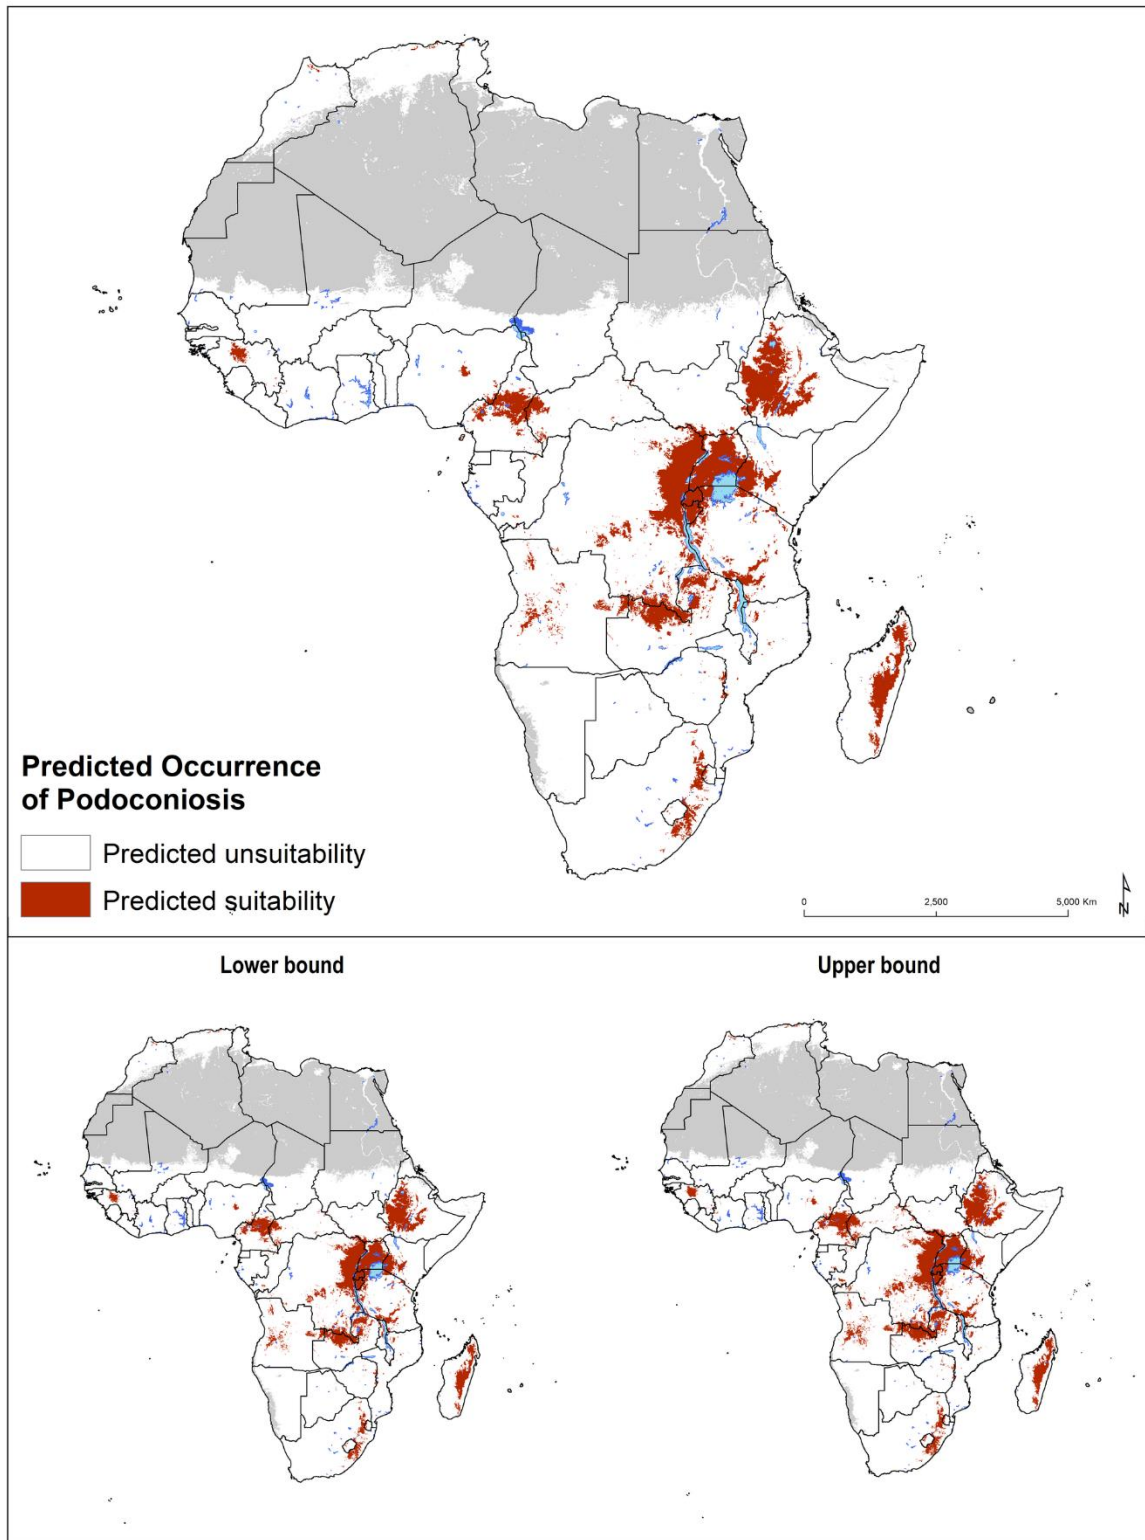 Predicted Occurrence
of Podoconiosis
Predicted unsuitability
Predicted suitability
0 2,500 5,000 Km
N
Lower bound
Upper bound